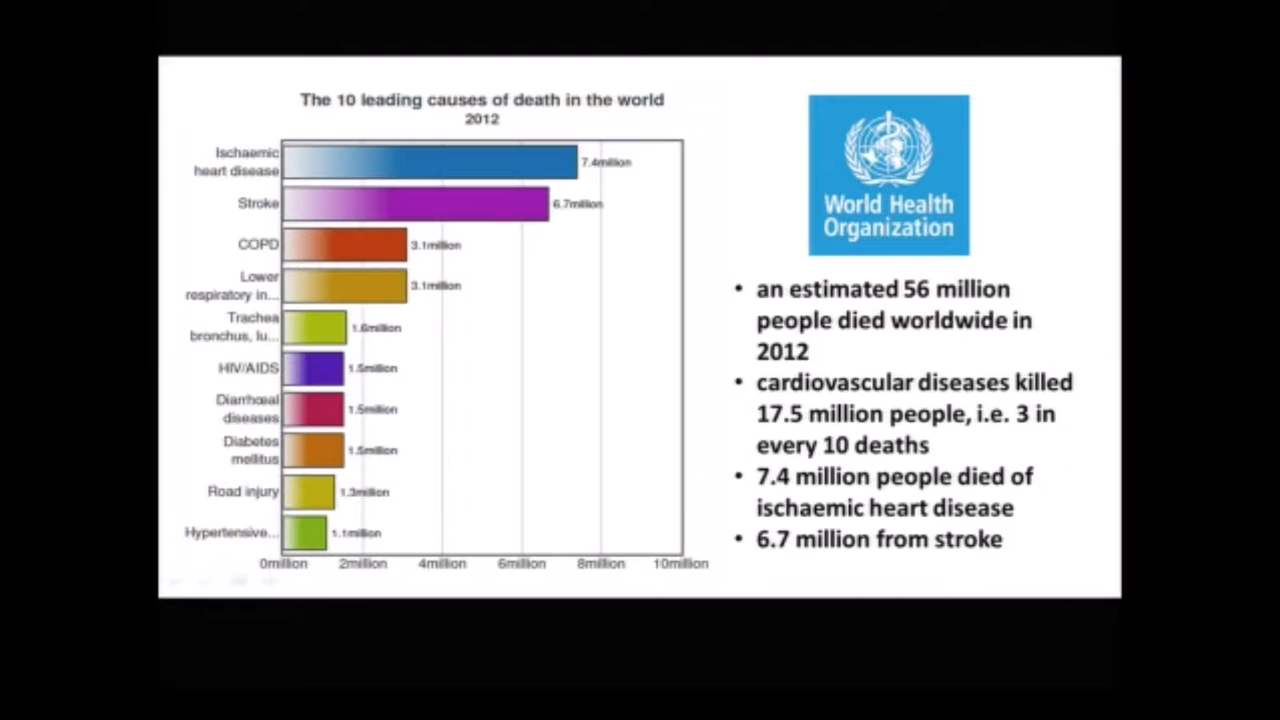 The 10 leading causes of death in the world
2012
Ischaemic
heart disease
7.4million
Stroke
6.7million
COPD
3.1million
Lower
respiratory in...
3.1million
Trachea
bronchus, lu...
1.6million
HIV/AIDS
1.5million
Diarrhœal
diseases
1.5million
Diabetes
mellitus
1.5million
Road injury
1.3million
Hypertensive...
1.1million
0million 2million 4million 6million 8million 10million
World Health
Organization
• an estimated 56 million
people died worldwide in
2012
• cardiovascular diseases killed
17.5 million people, i.e. 3 in
every 10 deaths
• 7.4 million people died of
ischaemic heart disease
• 6.7 million from stroke